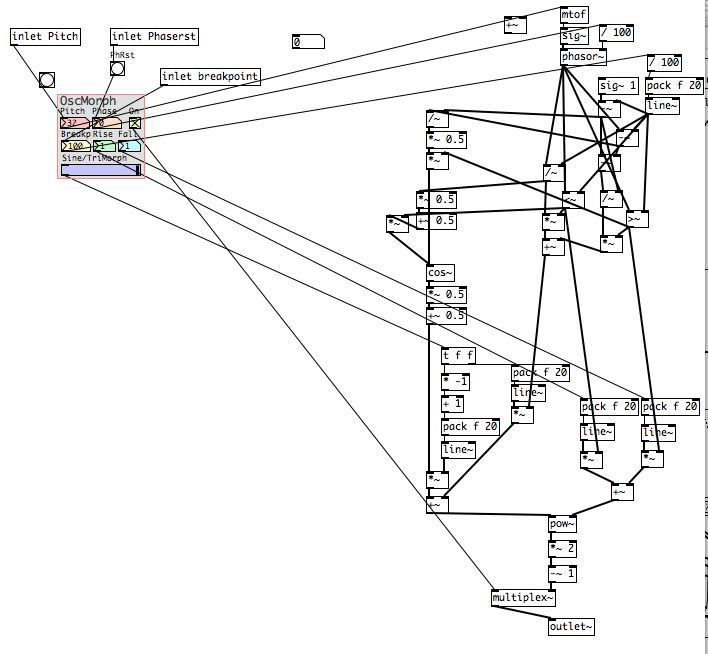 +~
mtof
inlet Pitch
inlet Phaserst
0
sig~
/ 100
PhRst
phasor~
/ 100
inlet breakpoint
sig~ 1
pack f 20
OscMorph
line~
Pitch Phase On
32
0
/~
Breakp Rise Fall
100
1
1
*~ 0.5
Sine/TriMorph
*~
/~
*~ 0.5
/~
*~
+~ 0.5
*~
>~
+~
*~
cos~
*~ 0.5
+~ 0.5
t f f
pack f 20
* -1
line~
+ 1
pack f 20
pack f 20
*~
pack f 20
line~
line~
line~
*~
*~
*~
+~
+~
pow~
*~ 2
-~ 1
multiplex~
outlet~